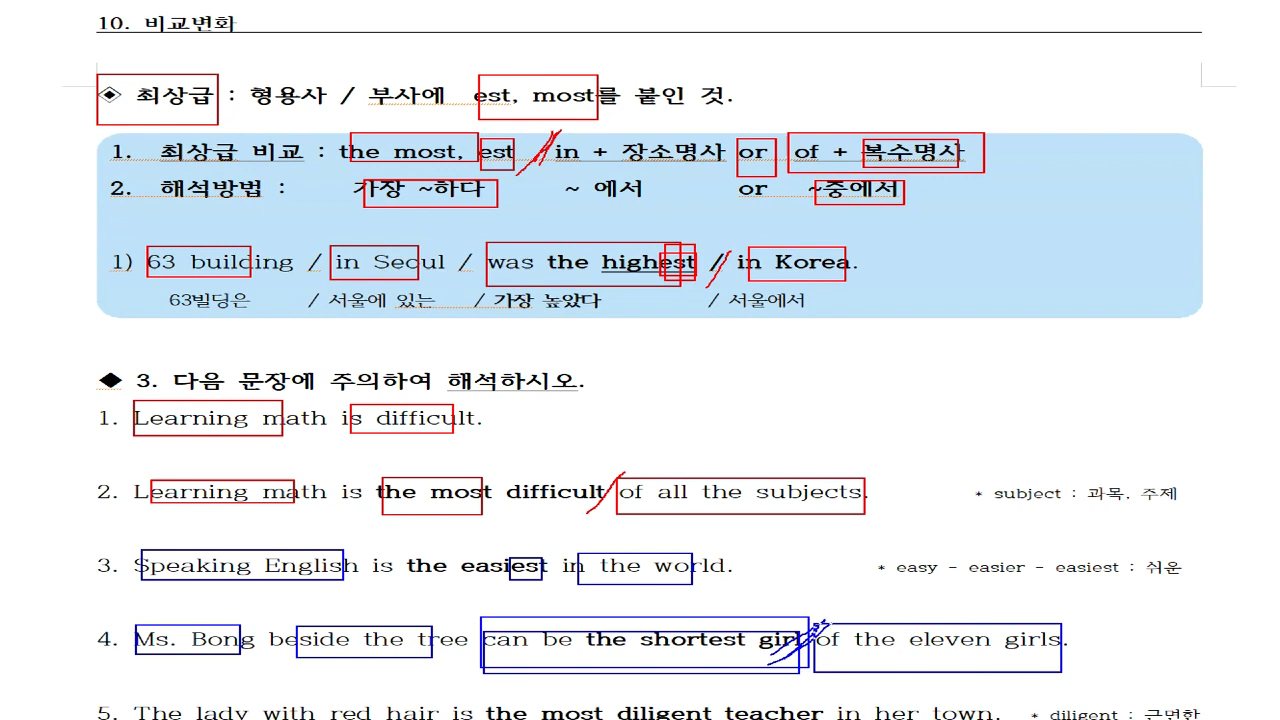 10. 비교변화
◈ 최상급 : 형용사 / 부사에 est, most를 붙인 것.
1. 최상급 비교 : the most, est / in + 장소명사 or of + 복수명사
2. 해석방법 : 가장 ~하다 ~ 에서 or ~중에서
1) 63 building / in Seoul / was the highest / in Korea.
63빌딩은 / 서울에 있는 / 가장 높았다 / 서울에서
◆ 3. 다음 문장에 주의하여 해석하시오.
1. Learning math is difficult.
2. Learning math is the most difficult of all the subjects. * subject : 과목, 주제
3. Speaking English is the easiest in the world. * easy - easier - easiest : 쉬운
4. Ms. Bong beside the tree can be the shortest girl of the eleven girls.
5. The lady with red hair is the most diligent teacher in her town. * diligent : 근면한